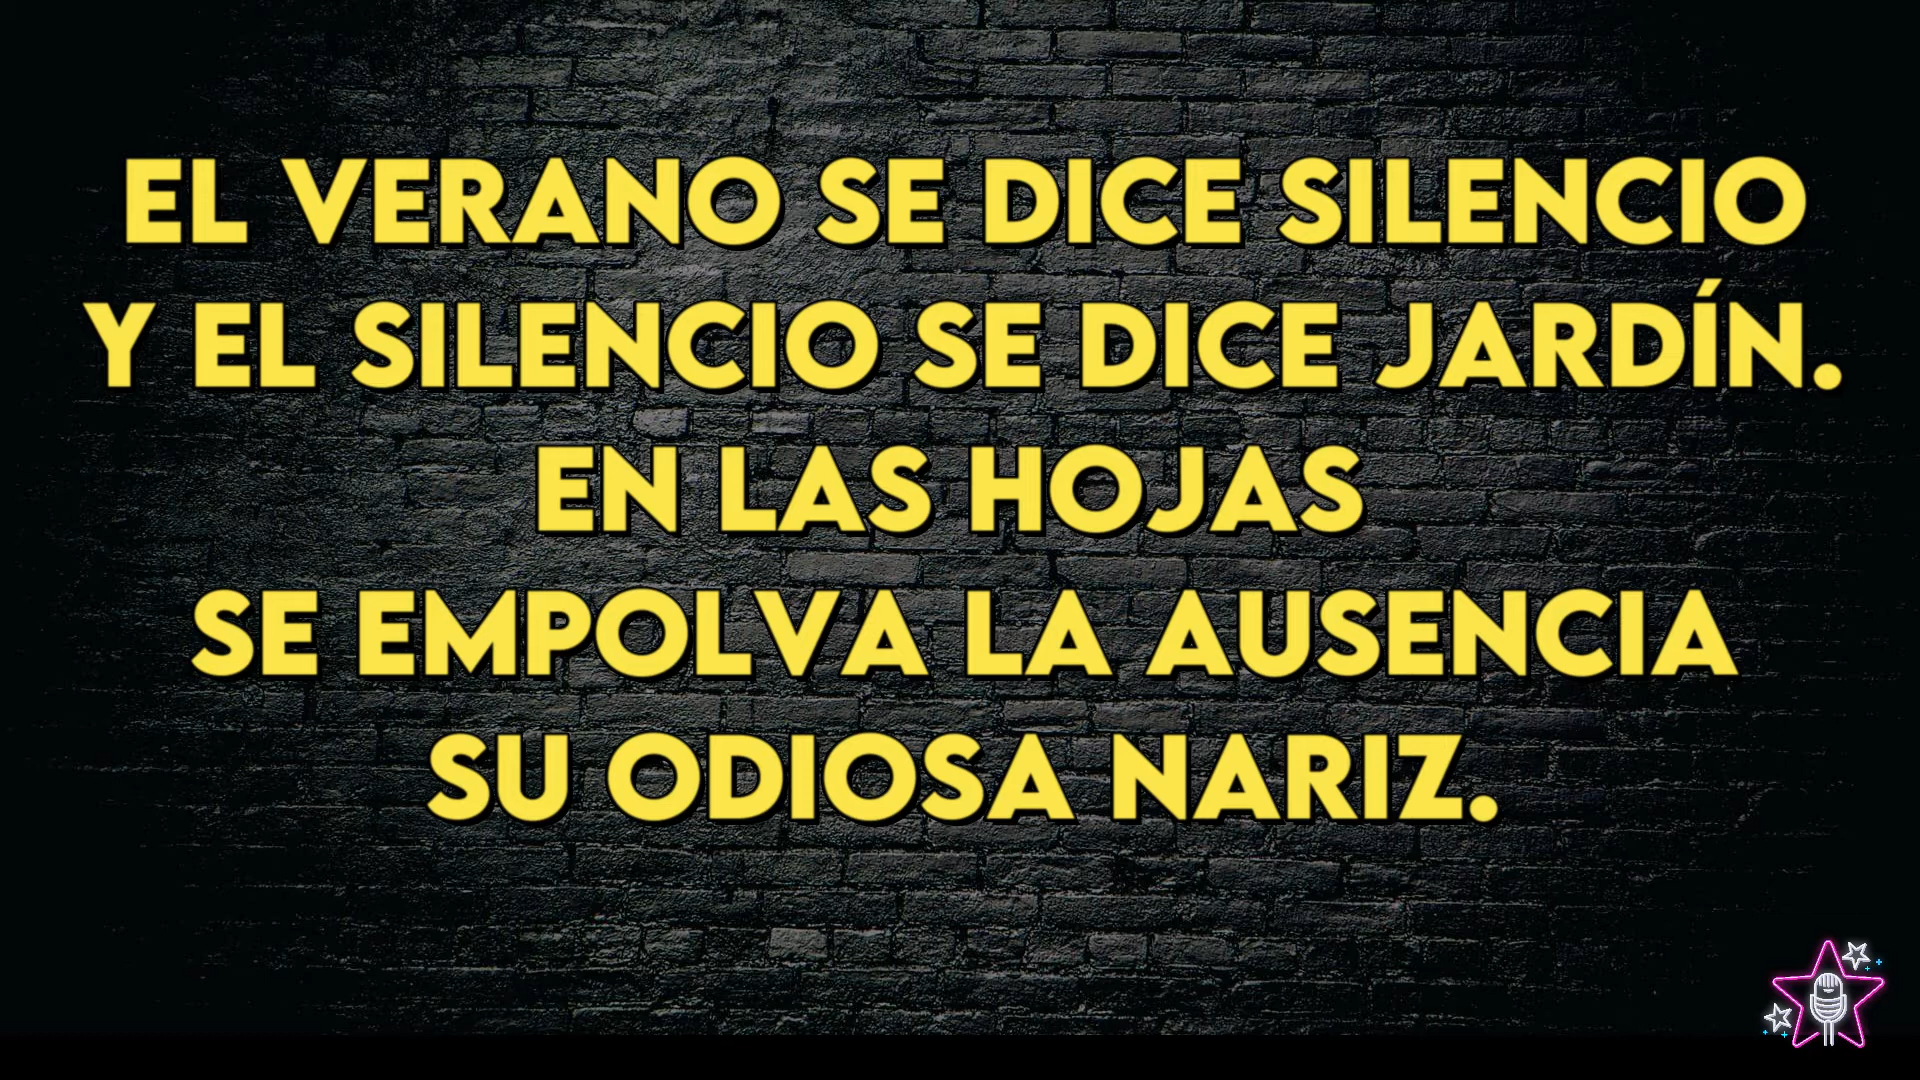 EL VERANO SE DICE SILENCIO
Y EL SILENCIO SE DICE JARDÍN.
EN LAS HOJAS
SE EMPOLVA LA AUSENCIA
SU ODIOSA NARIZ.